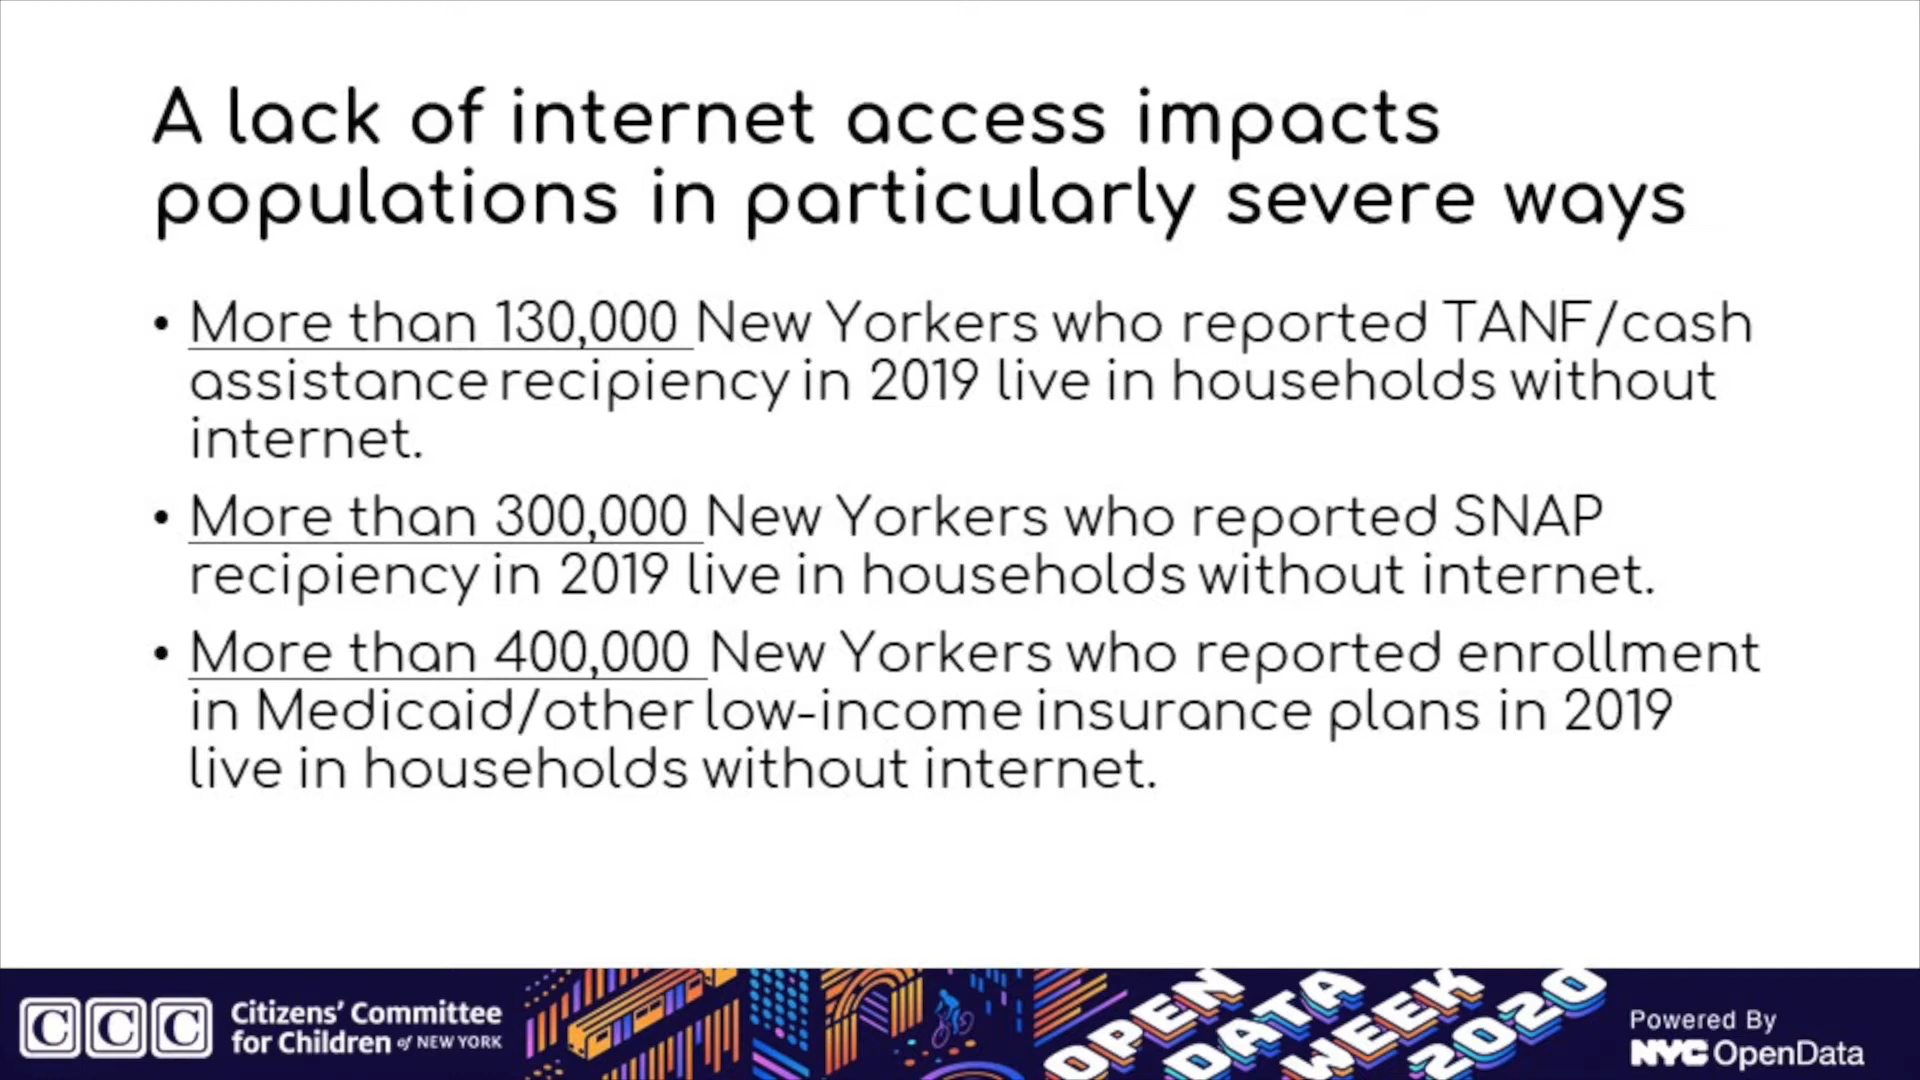 A lack of internet access impacts
populations in particularly severe ways
• More than 130,000 New Yorkers who reported TANF/cash
assistance recipiency in 2019 live in households without
internet.
• More than 300,000 New Yorkers who reported SNAP
recipiency in 2019 live in households without internet.
• More than 400,000 New Yorkers who reported enrollment
in Medicaid/other low-income insurance plans in 2019
live in households without internet.
CCC
Citizens' Committee
for Children of NEW YORK
OPEN
DATA
WEEK
2020
Powered By
NYC OpenData